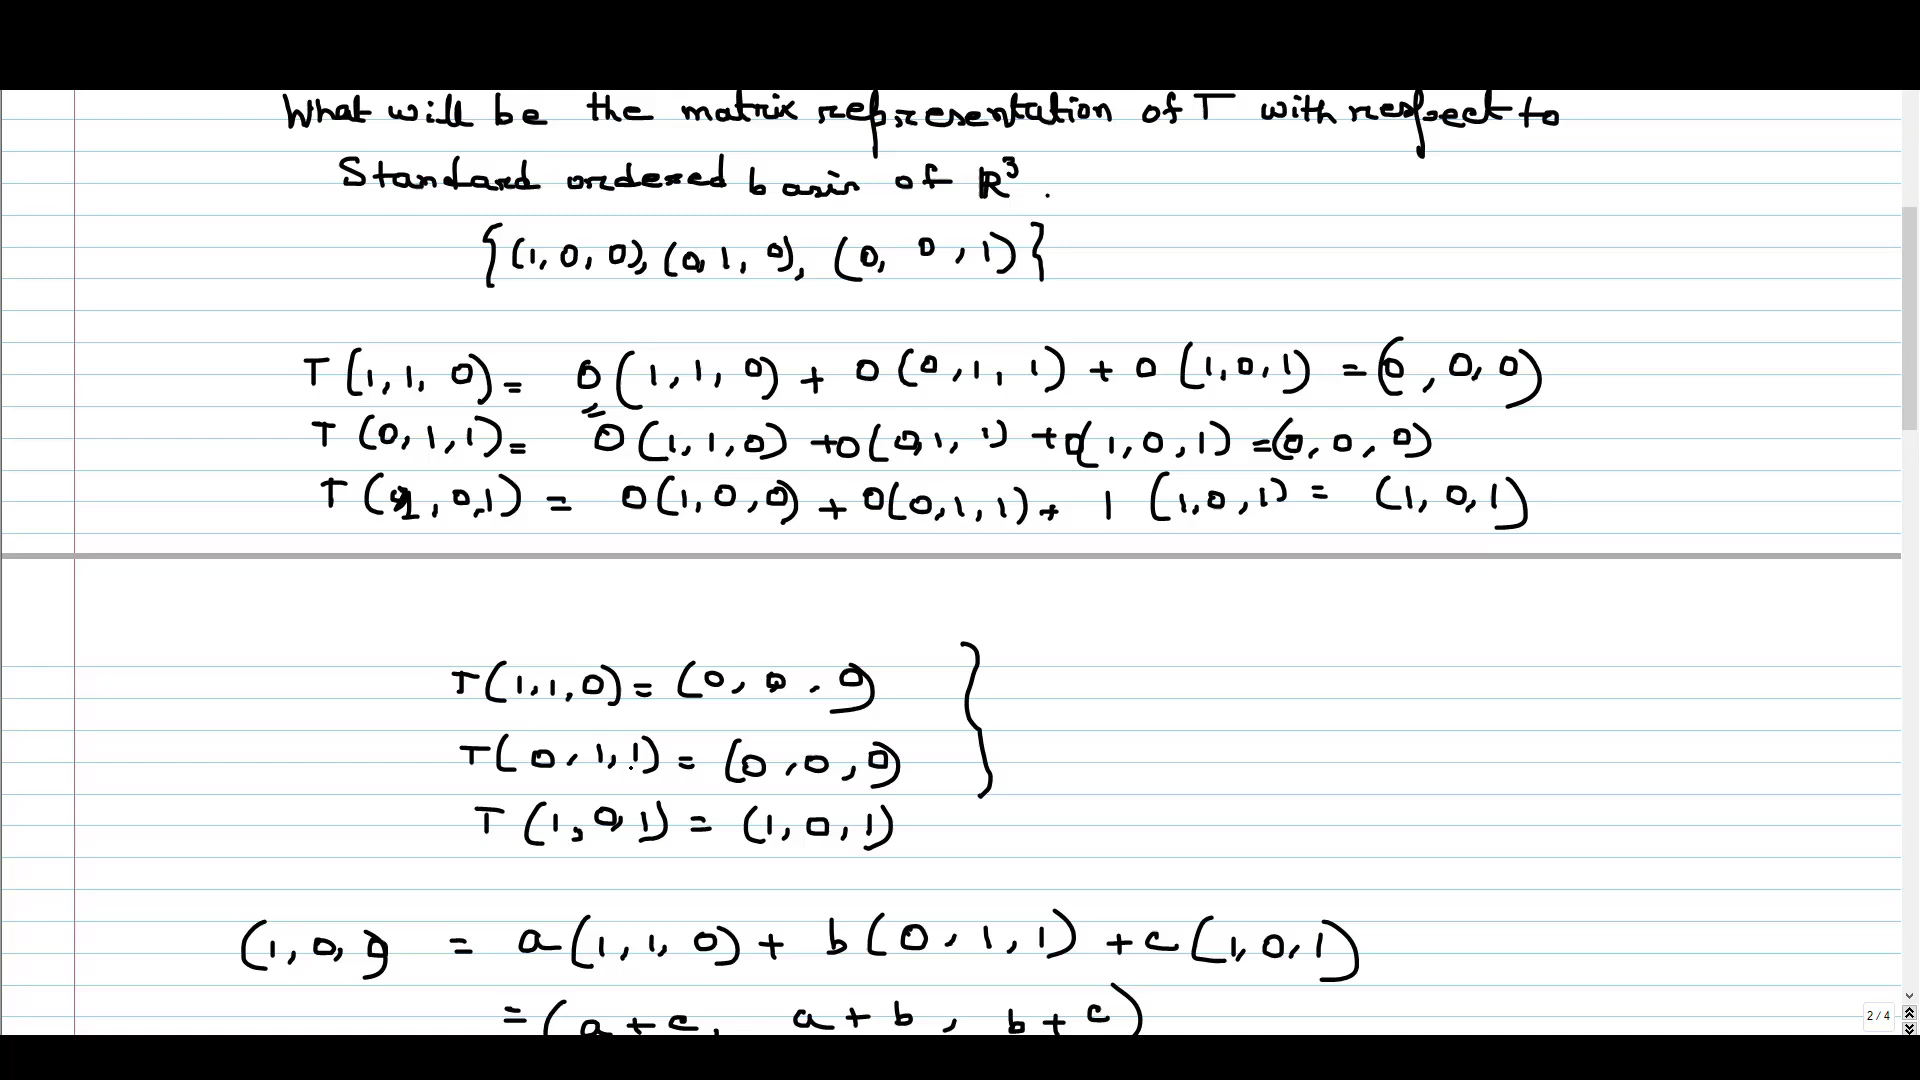 What will be the matrix representation of T with respect to
Standard ordered basis of ℝ³.
{(1, 0, 0), (0, 1, 0), (0, 0, 1)}
T(1, 1, 0) = 0(1, 1, 0) + 0(0, 1, 1) + 0(1, 0, 1) = (0, 0, 0)
T(0, 1, 1) = 0(1, 1, 0) + 0(0, 1, 1) + 0(1, 0, 1) = (0, 0, 0)
T(1, 0, 1) = 0(1, 0, 0) + 0(0, 1, 1) + 1(1, 0, 1) = (1, 0, 1)
T(1, 1, 0) = (0, 0, 0)
T(0, 1, 1) = (0, 0, 0)
T(1, 0, 1) = (1, 0, 1)
(1, 0, 0) = a(1, 1, 0) + b(0, 1, 1) + c(1, 0, 1)
= (a + c, a + b, b + c)
2 / 4